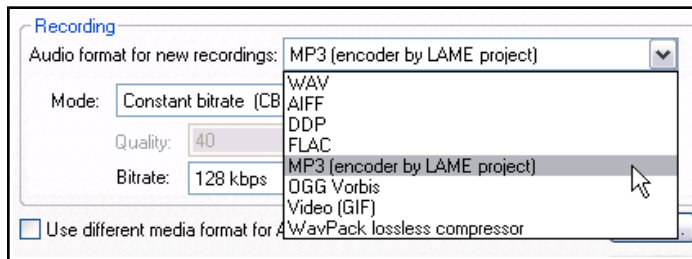 Recording
Audio format for new recordings: MP3 (encoder by LAME project)
WAV
Mode: Constant bitrate (CB
AIFF
DDP
Quality: 40
FLAC
MP3 (encoder by LAME project)
Bitrate: 128 kbps
OGG Vorbis
Video (GIF)
Use different media format for A
WavPack lossless compressor